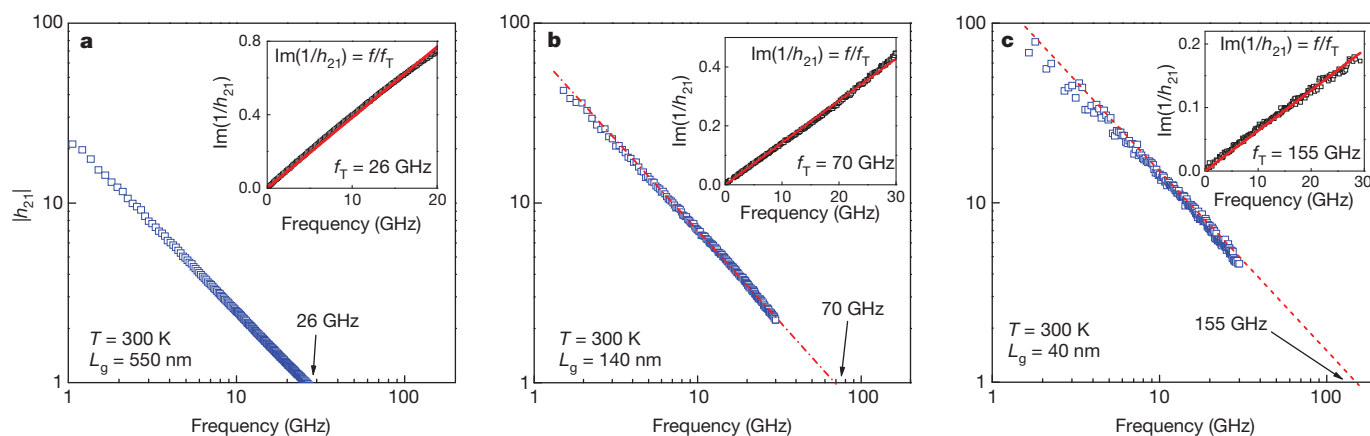 a
100
10
1
|h21|
1
10
100
Frequency (GHz)
T = 300 K
Lg = 550 nm
26 GHz
0.8
0.4
0.0
Im(1/h21)
Im(1/h21) = f/fT
fT = 26 GHz
0
10
20
Frequency (GHz)
b
100
10
1
1
10
100
Frequency (GHz)
T = 300 K
Lg = 140 nm
70 GHz
0.4
0.2
0.0
Im(1/h21)
Im(1/h21) = f/fT
fT = 70 GHz
0
10
20
30
Frequency (GHz)
c
100
10
1
1
10
100
Frequency (GHz)
T = 300 K
Lg = 40 nm
155 GHz
0.2
0.1
0.0
Im(1/h21)
Im(1/h21) = f/fT
fT = 155 GHz
0
10
20
30
Frequency (GHz)